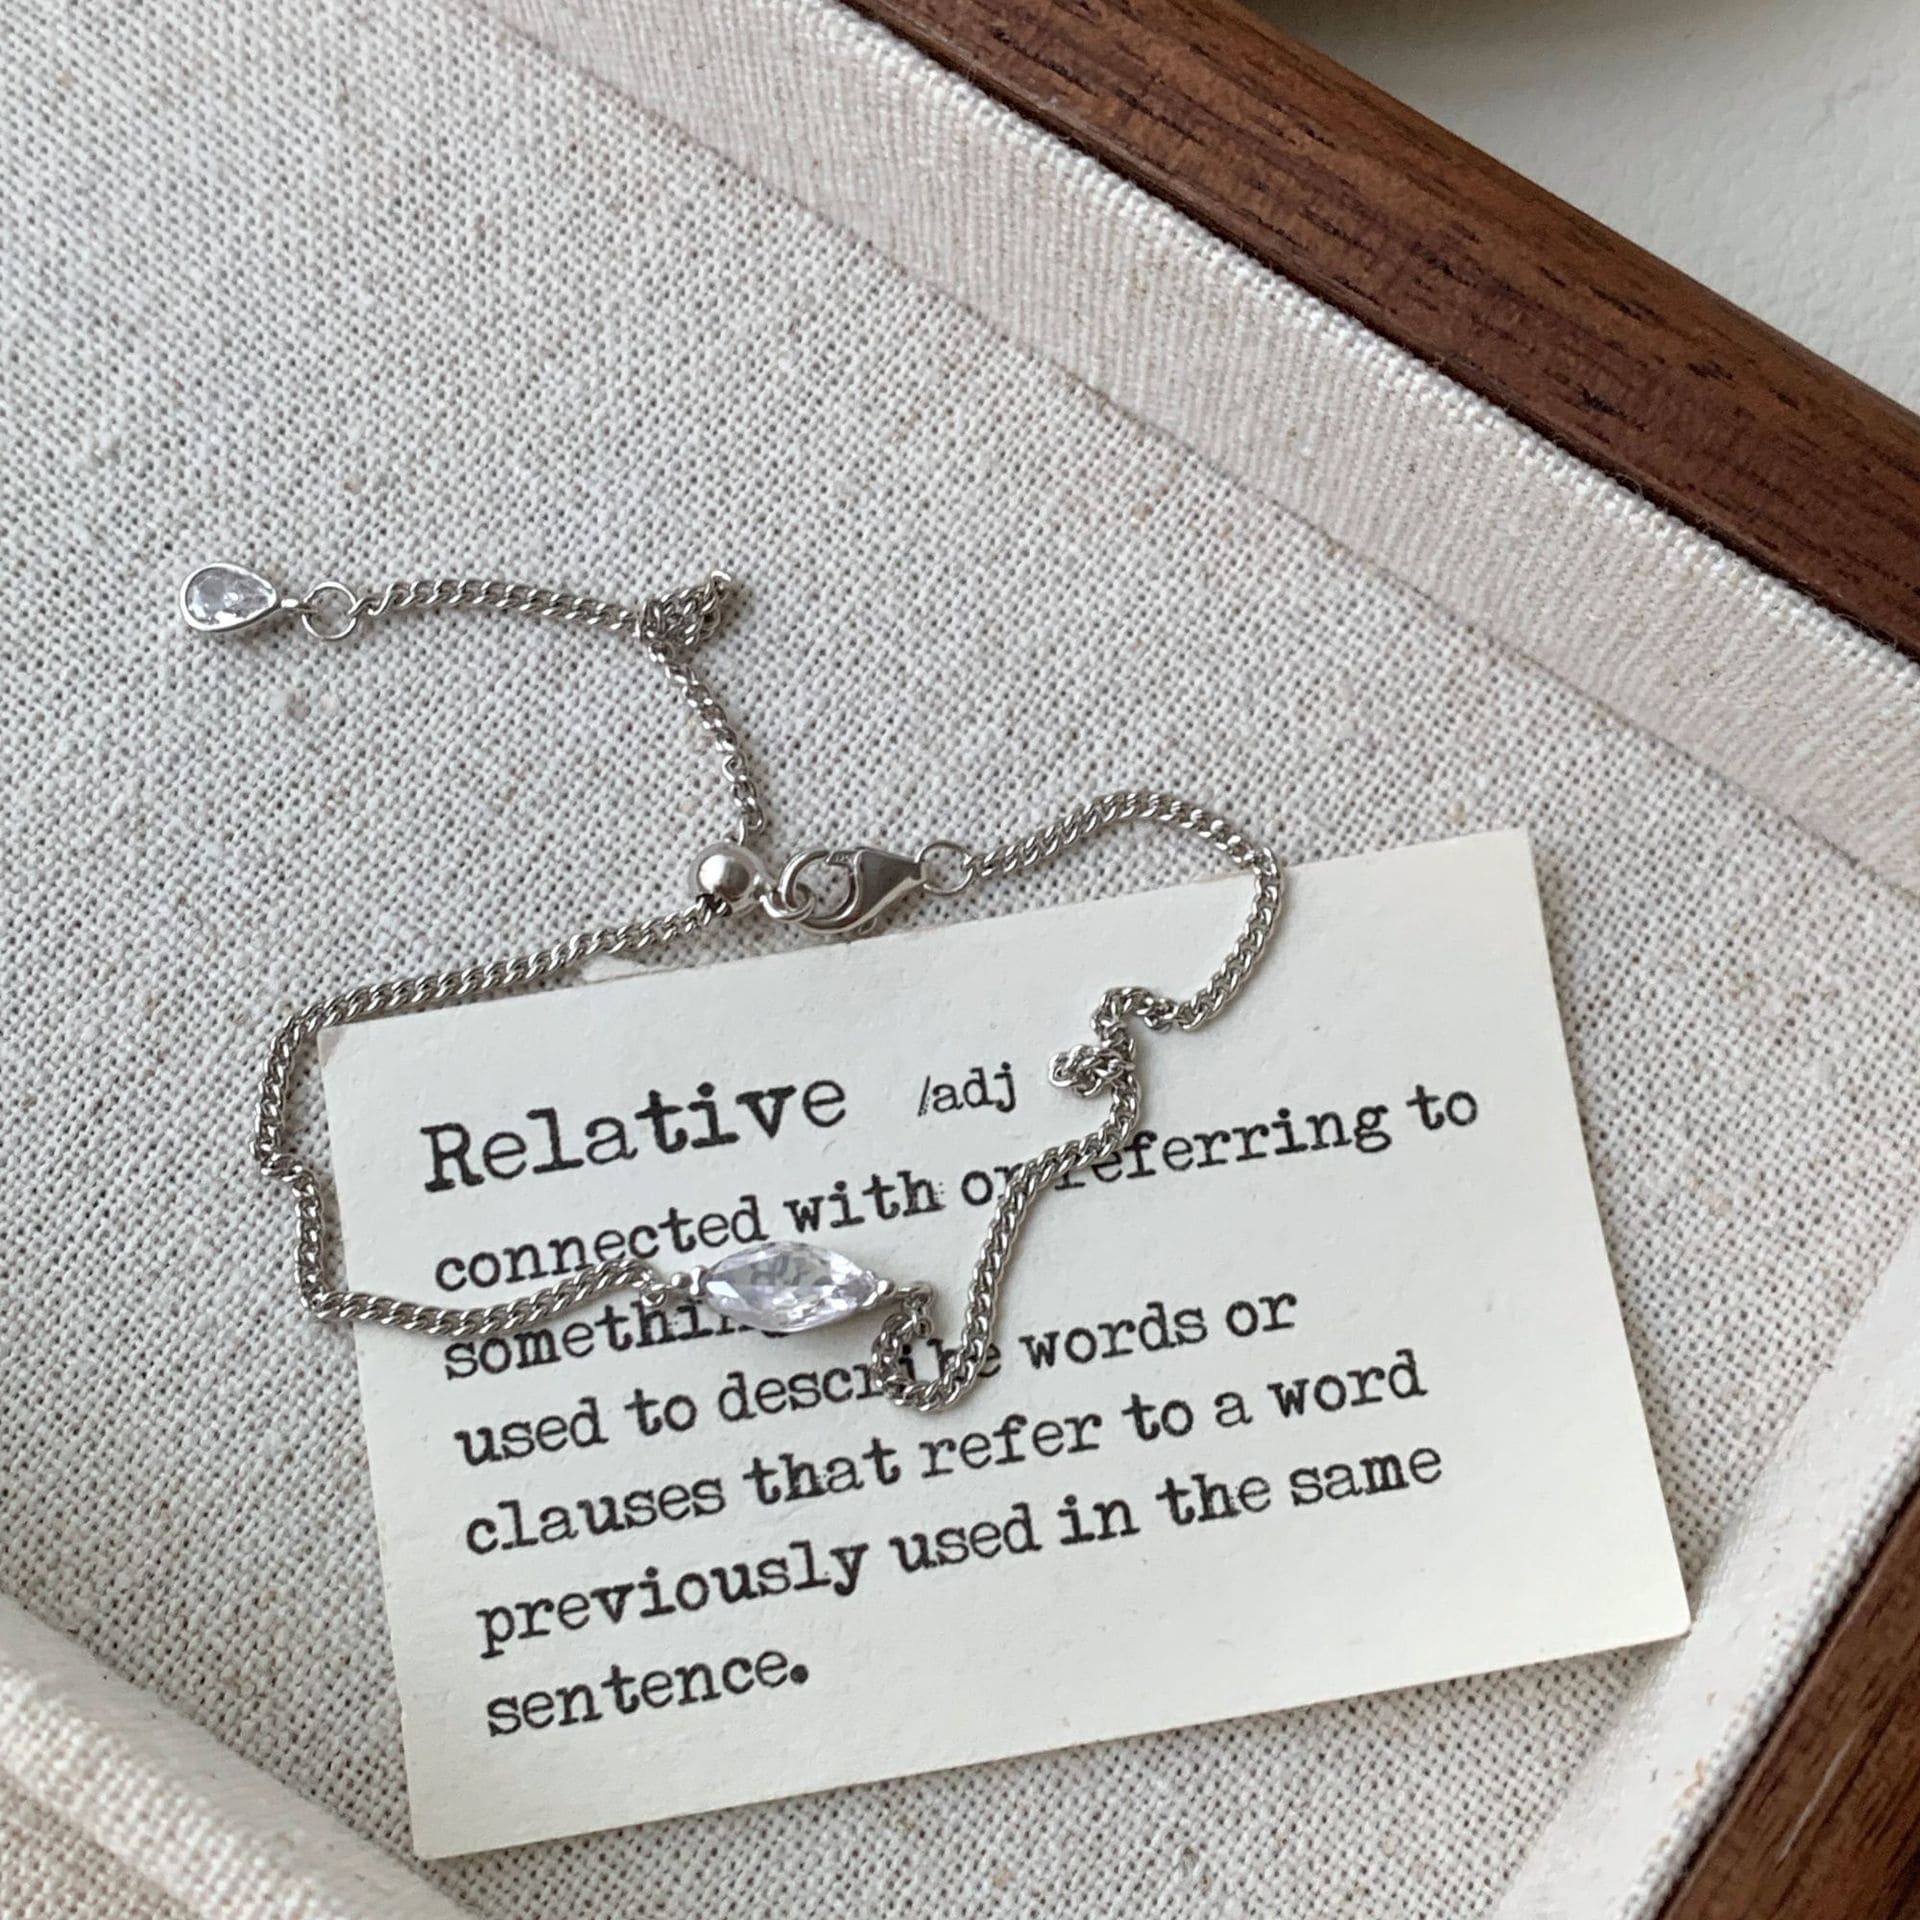 Relative /adj
connected with or referring to
something
used to describe words or
clauses that refer to a word
previously used in the same
sentence.